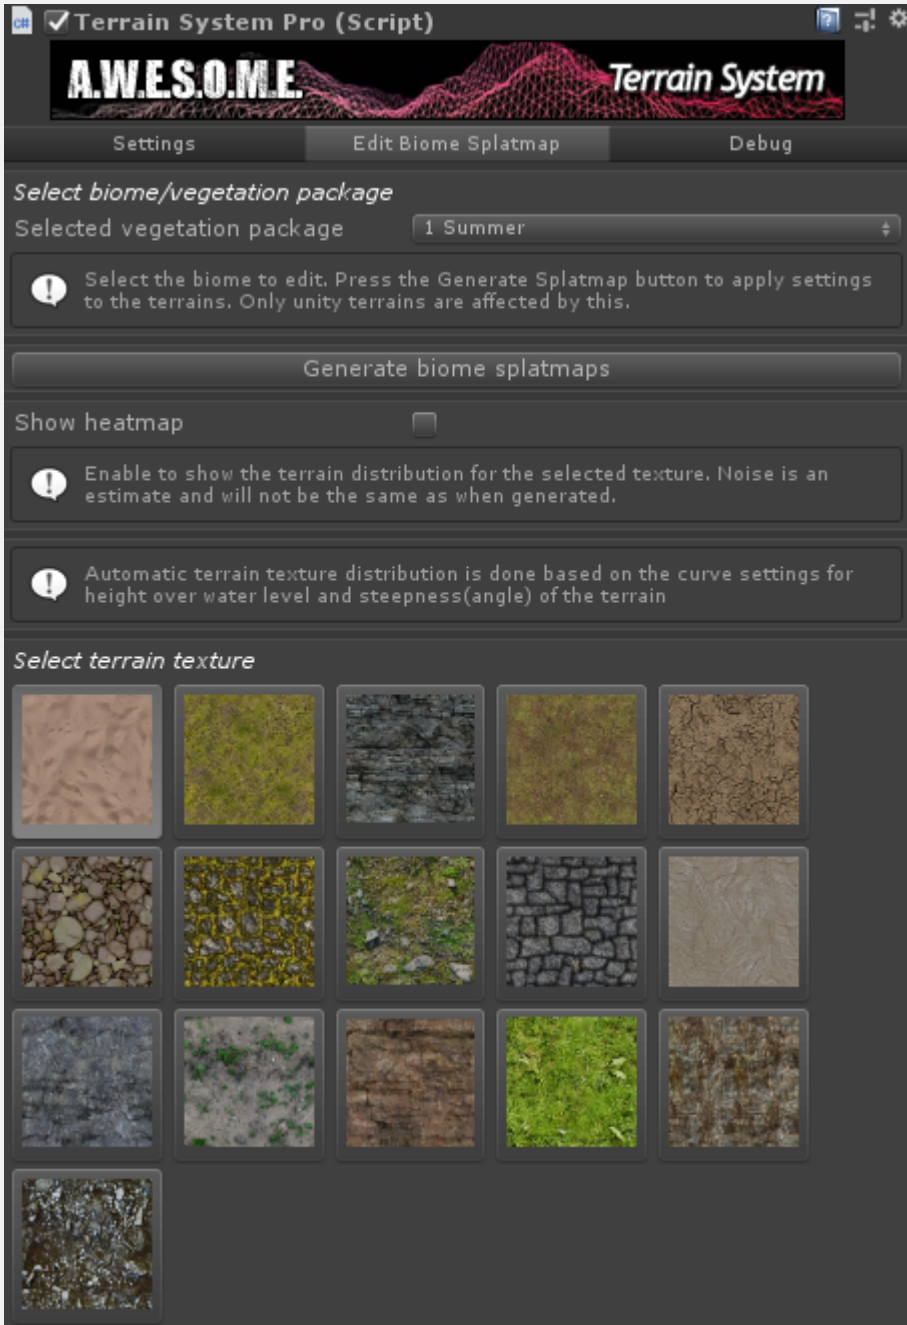 c#
Terrain System Pro (Script)
?
A.W.E.S.O.M.E.
Terrain System
Settings
Edit Biome Splatmap
Debug
Select biome/vegetation package
Selected vegetation package
1 Summer
Select the biome to edit. Press the Generate Splatmap button to apply settings
to the terrains. Only unity terrains are affected by this.
Generate biome splatmaps
Show heatmap
Enable to show the terrain distribution for the selected texture. Noise is an
estimate and will not be the same as when generated.
Automatic terrain texture distribution is done based on the curve settings for
height over water level and steepness(angle) of the terrain
Select terrain texture